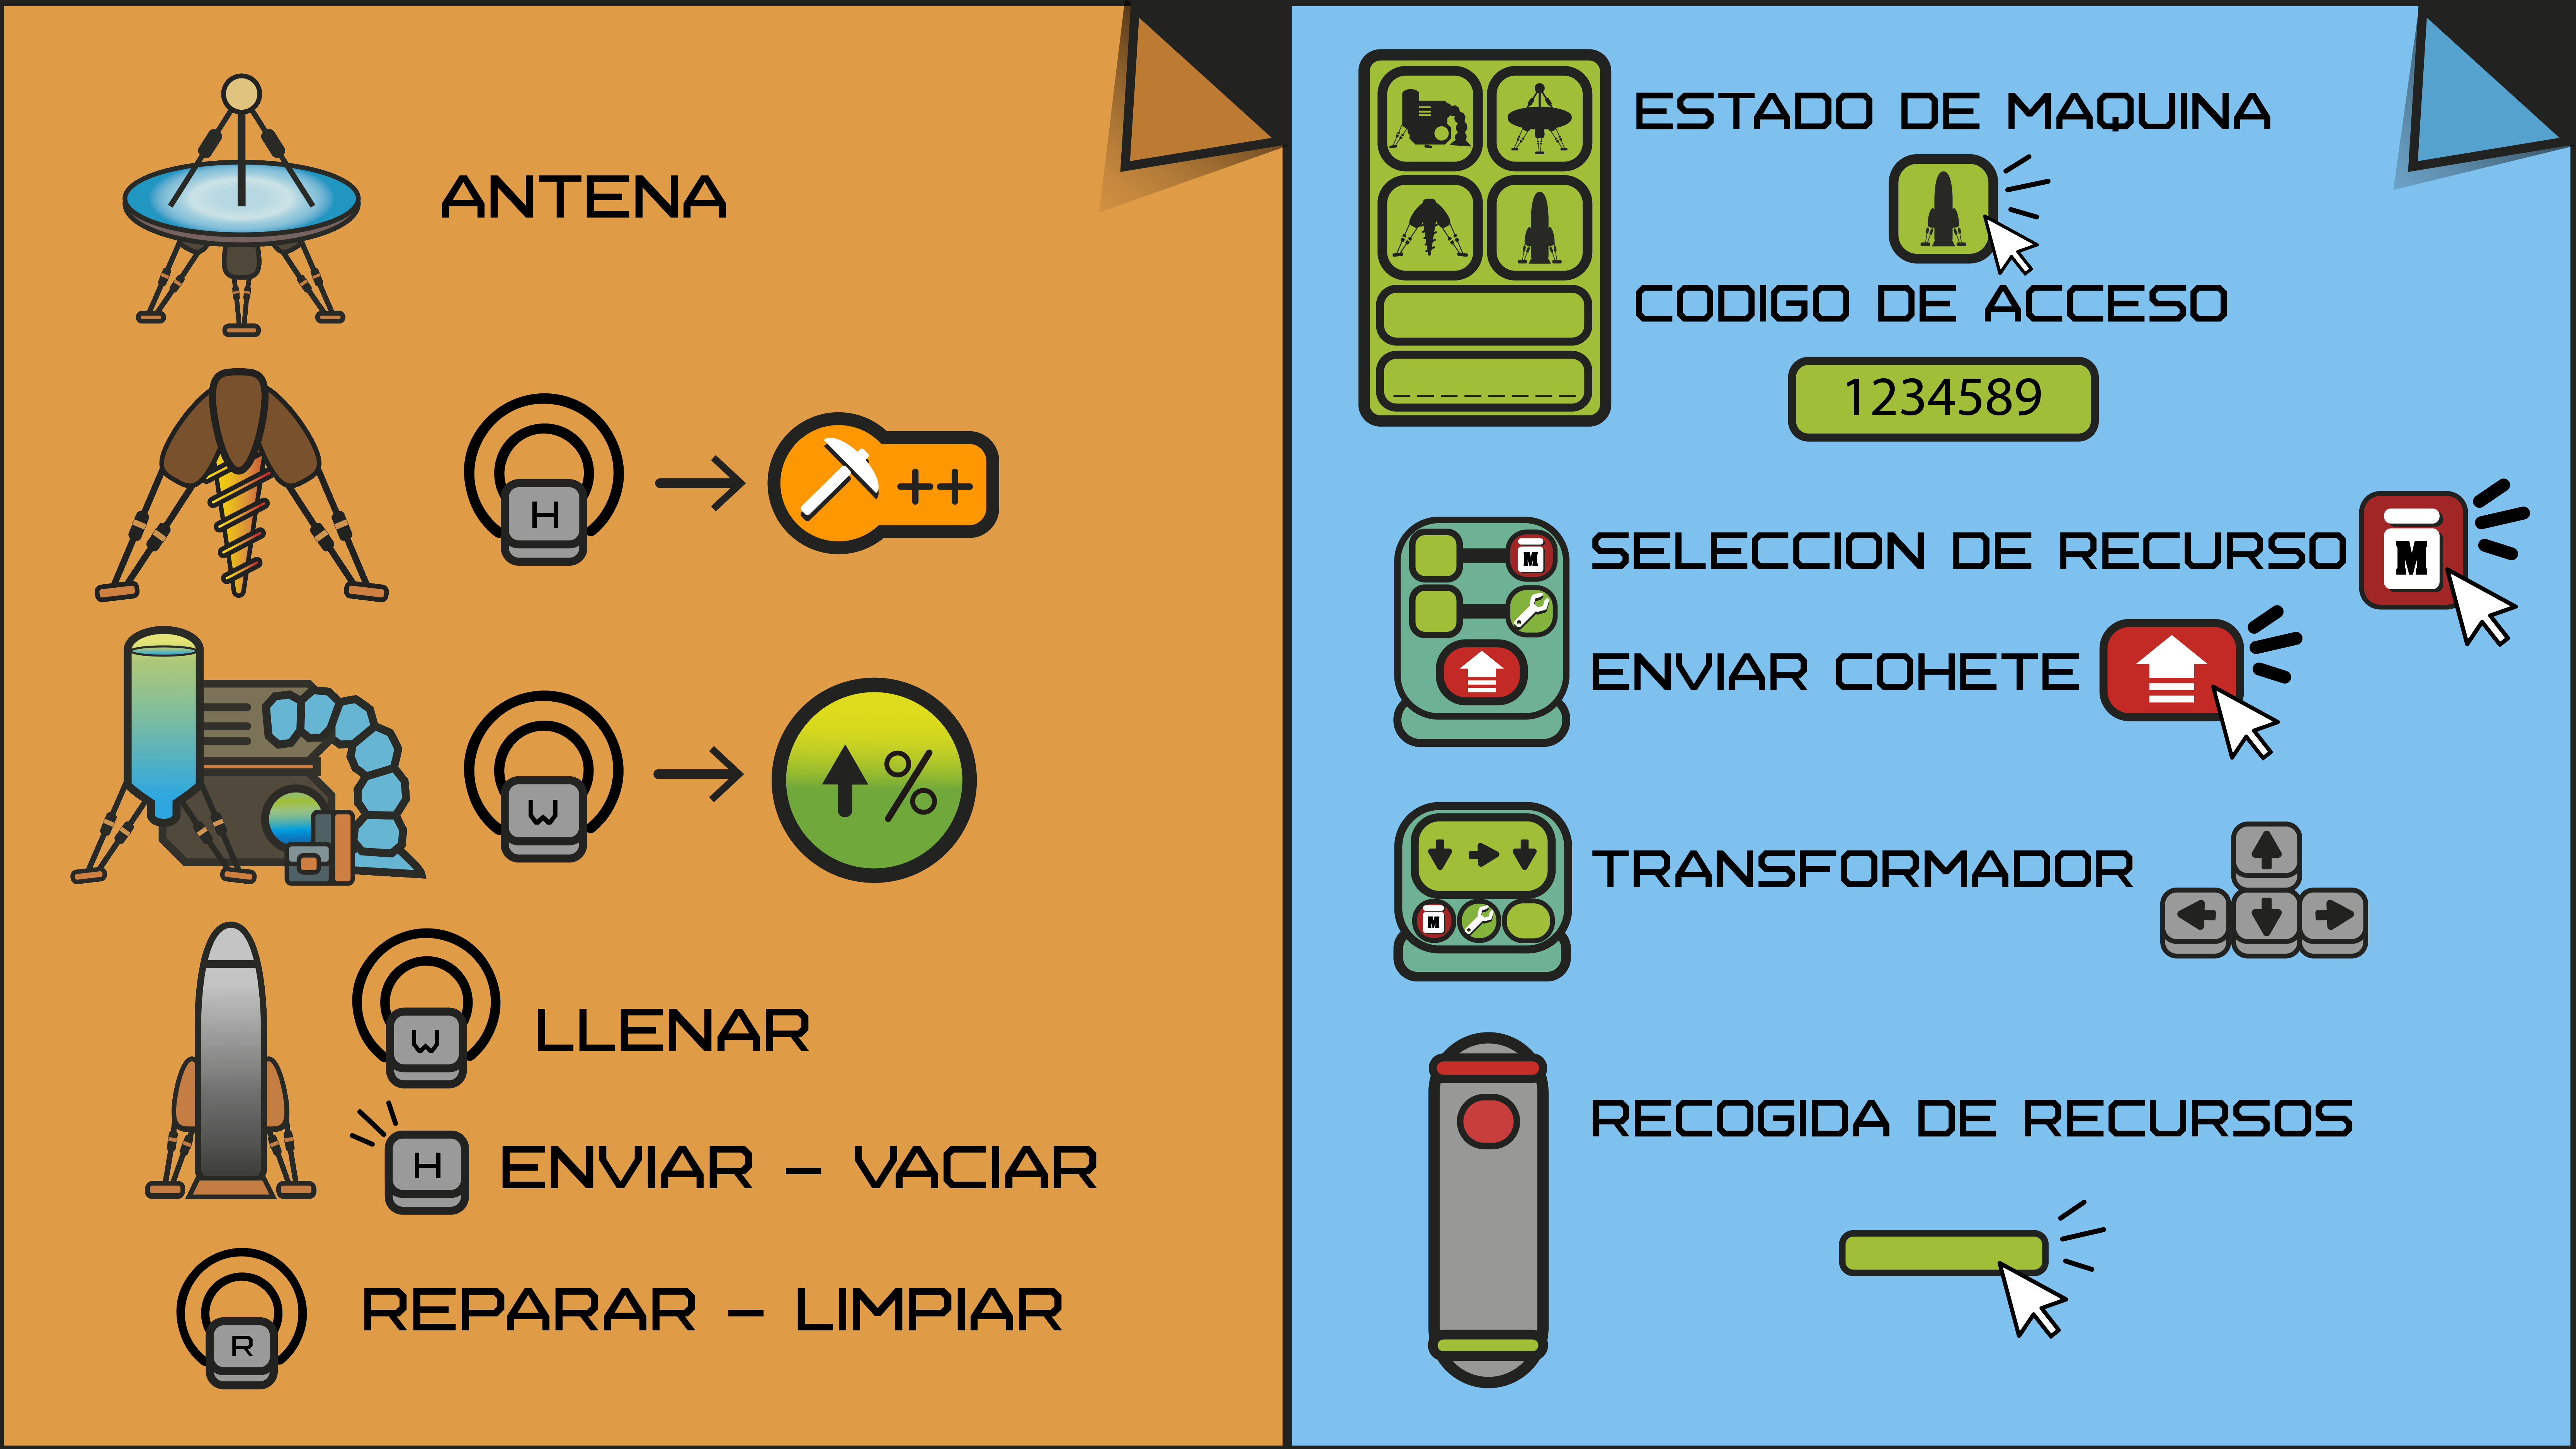 ANTENA
H
++
W
%
W
LLENAR
H
ENVIAR - VACIAR
R
REPARAR - LIMPIAR
ESTADO DE MAQUINA
CODIGO DE ACCESO
1234589
M
SELECCION DE RECURSO
M
ENVIAR COHETE
TRANSFORMADOR
M
RECOGIDA DE RECURSOS